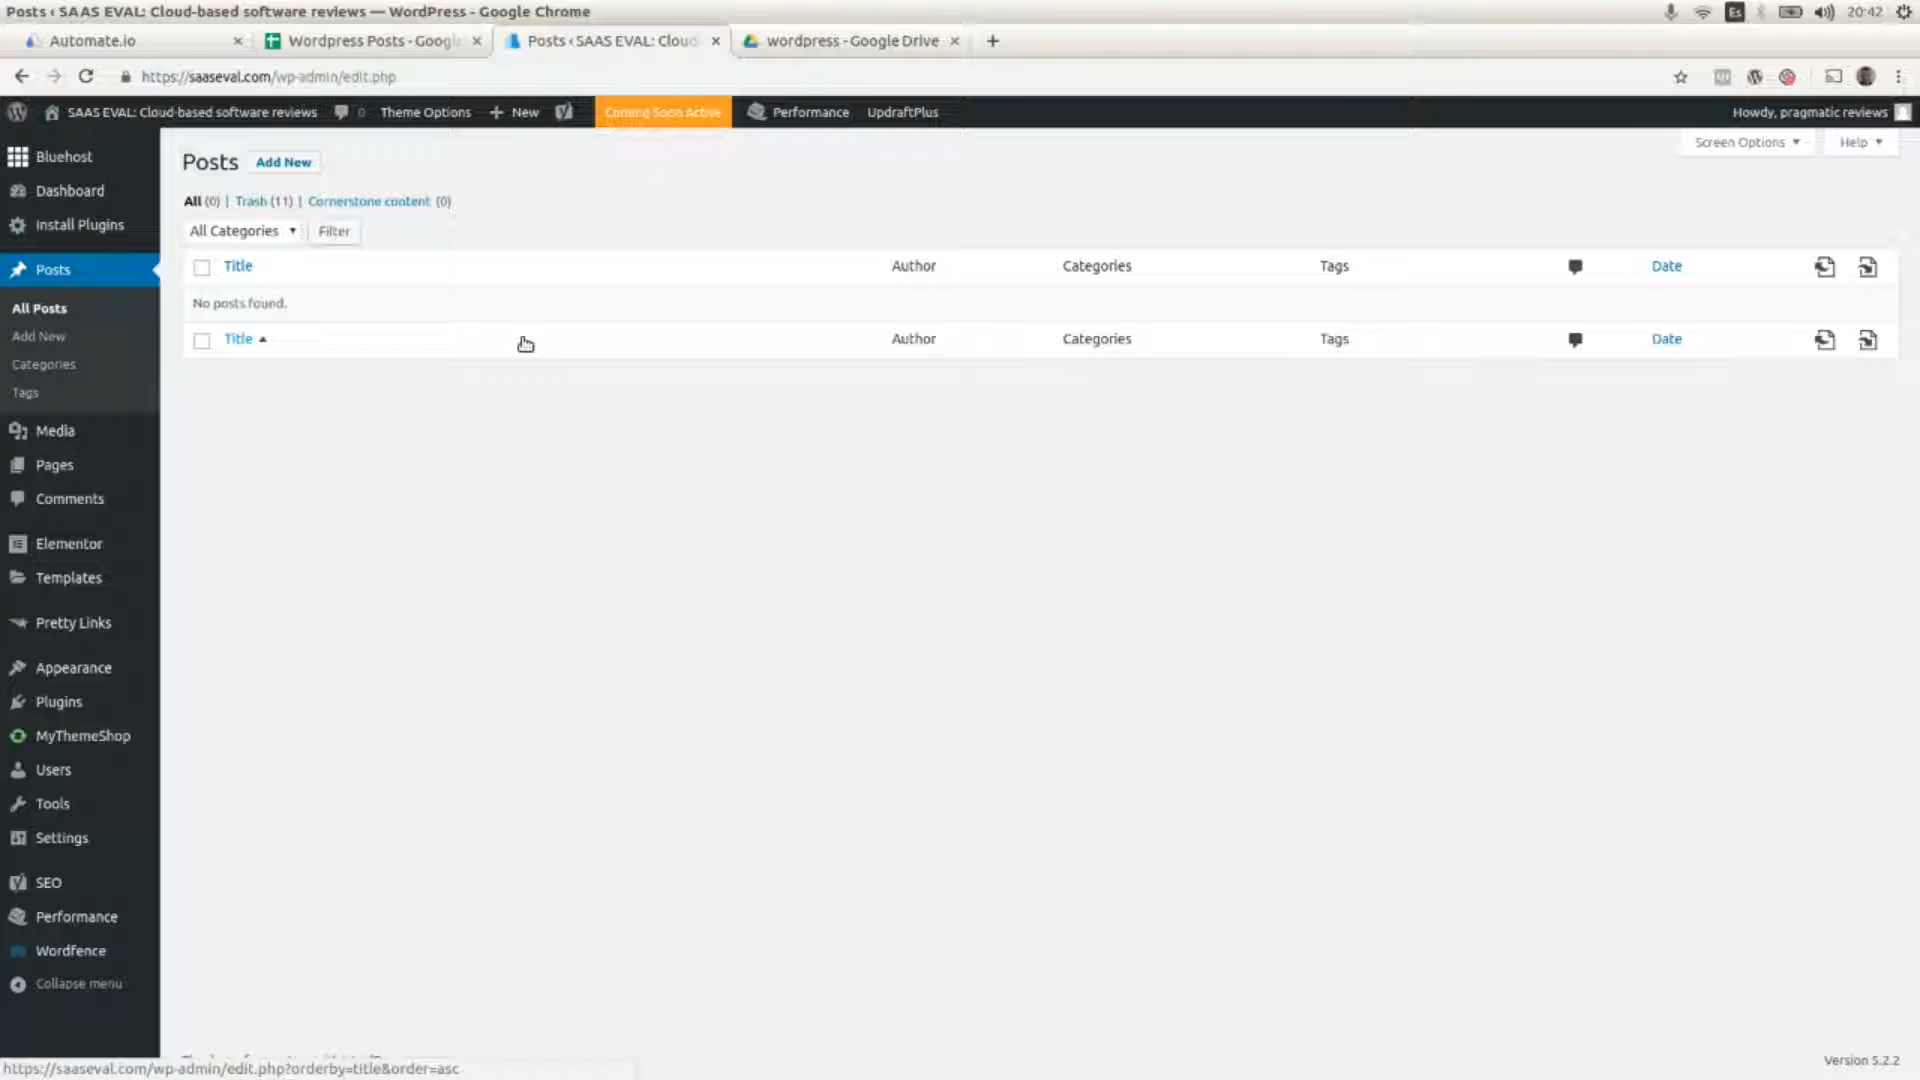 Posts ‹ SAAS EVAL: Cloud-based software reviews — WordPress - Google Chrome
Es
20:42
Automate.io
Wordpress Posts - Googl
Posts ‹ SAAS EVAL: Cloud
wordpress - Google Drive
https://saaseval.com/wp-admin/edit.php
SAAS EVAL: Cloud-based software reviews
0
Theme Options
New
Coming Soon Active
Performance
UpdraftPlus
Howdy, pragmatic reviews
Bluehost
Dashboard
Install Plugins
Posts
All Posts
Add New
Categories
Tags
Media
Pages
Comments
Elementor
Templates
Pretty Links
Appearance
Plugins
MyThemeShop
Users
Tools
Settings
SEO
Performance
Wordfence
Collapse menu
Posts
Add New
Screen Options
Help
All (0) | Trash (11) | Cornerstone content (0)
All Categories
Filter
Title Author Categories Tags Date
No posts found.
Title Author Categories Tags Date
Version 5.2.2
https://saaseval.com/wp-admin/edit.php?orderby=title&order=asc